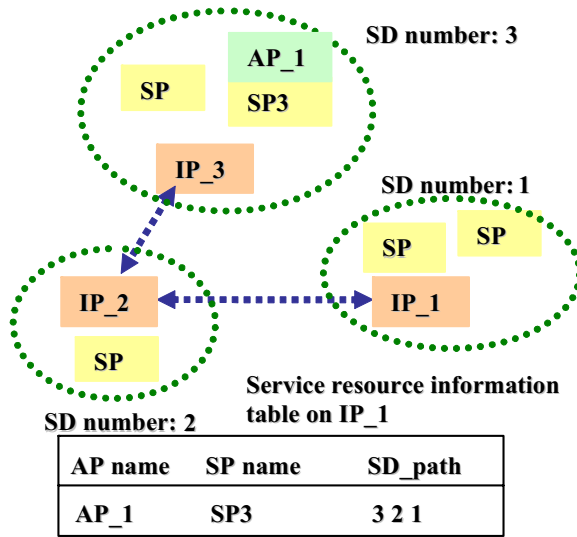 SD number: 3
AP_1
SP
SP3
IP_3
SD number: 1
SP
SP
IP_2
IP_1
SP
Service resource information
table on IP_1
SD number: 2
AP name SP name SD_path
AP_1 SP3 3 2 1